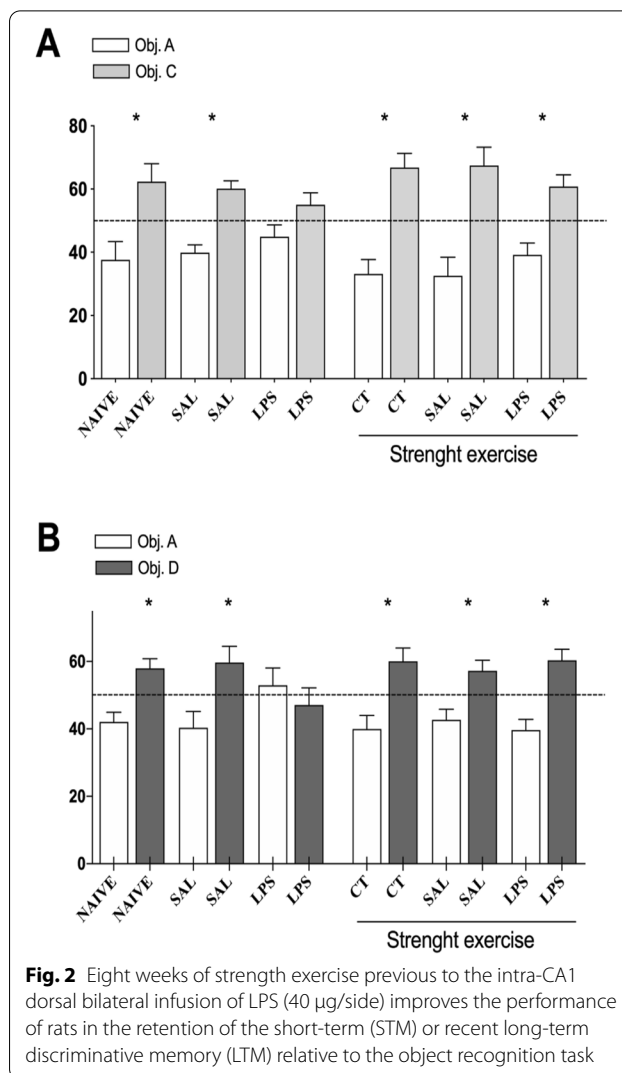 A
Obj. A
Obj. C
* * * * *
80
60
40
20
0
NAIVE NAIVE SAL SAL LPS LPS CT CT SAL SAL LPS LPS
Strenght exercise
B
Obj. A
Obj. D
* * * * *
60
40
20
0
NAIVE NAIVE SAL SAL LPS LPS CT CT SAL SAL LPS LPS
Strenght exercise
Fig. 2 Eight weeks of strength exercise previous to the intra-CA1
dorsal bilateral infusion of LPS (40 μg/side) improves the performance
of rats in the retention of the short-term (STM) or recent long-term
discriminative memory (LTM) relative to the object recognition task